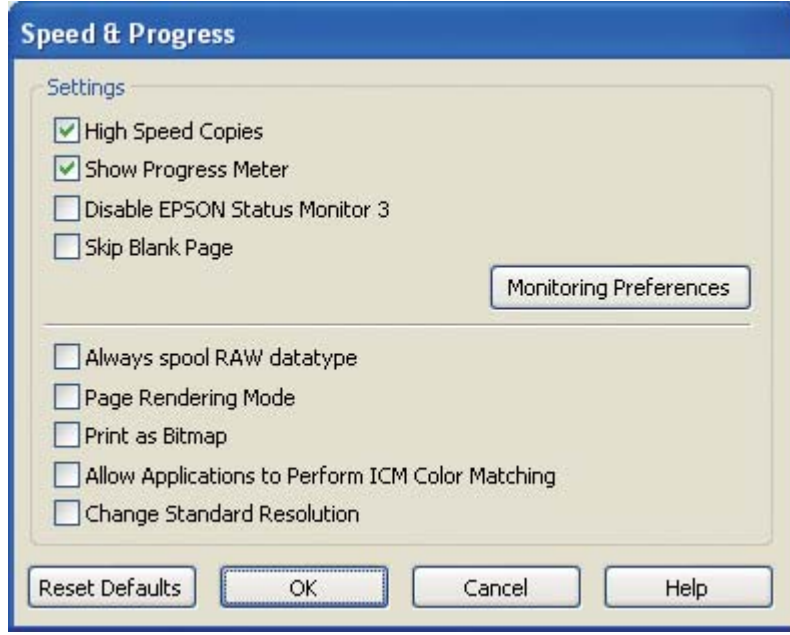 Speed & Progress
Settings
High Speed Copies
Show Progress Meter
Disable EPSON Status Monitor 3
Skip Blank Page
Monitoring Preferences
Always spool RAW datatype
Page Rendering Mode
Print as Bitmap
Allow Applications to Perform ICM Color Matching
Change Standard Resolution
Reset Defaults OK Cancel Help